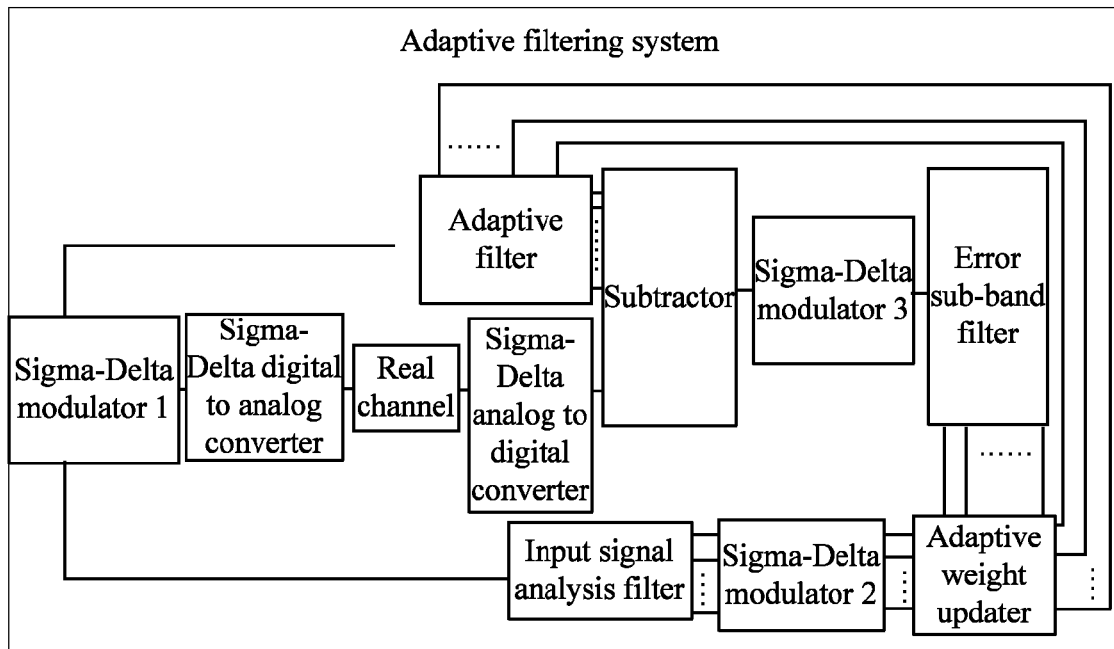 Adaptive filtering system
Adaptive
filter
Subtractor
Sigma-Delta
modulator 3
Error
sub-band
filter
Sigma-Delta
modulator 1
Sigma-
Delta digital
to analog
converter
Real
channel
Sigma-
Delta
analog to
digital
converter
Input signal
analysis filter
Sigma-Delta
modulator 2
Adaptive
weight
updater